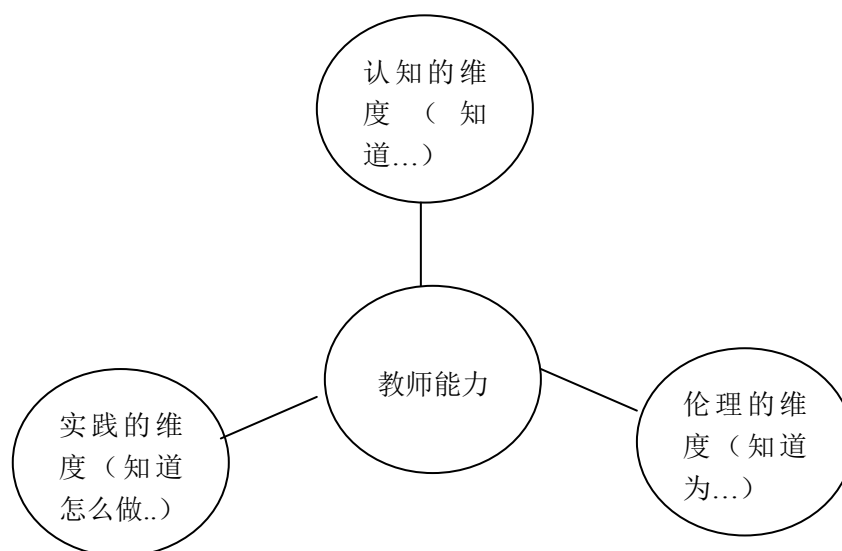 认知的维
度（知
道…）
教师能力
实践的维
度（知道
怎么做..）
伦理的维
度（知道
为…）